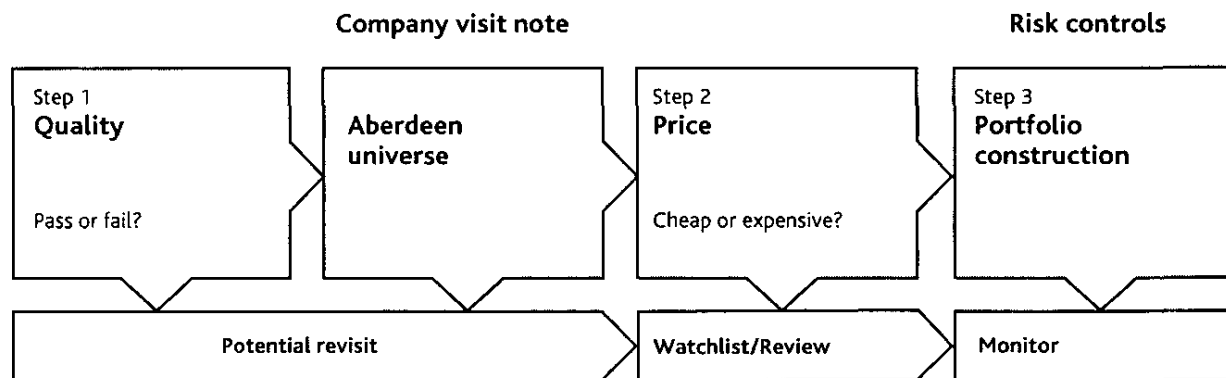 Company visit note
Risk controls
Step 1
Quality
Pass or fail?
Aberdeen
universe
Step 2
Price
Cheap or expensive?
Step 3
Portfolio
construction
Potential revisit
Watchlist/Review
Monitor